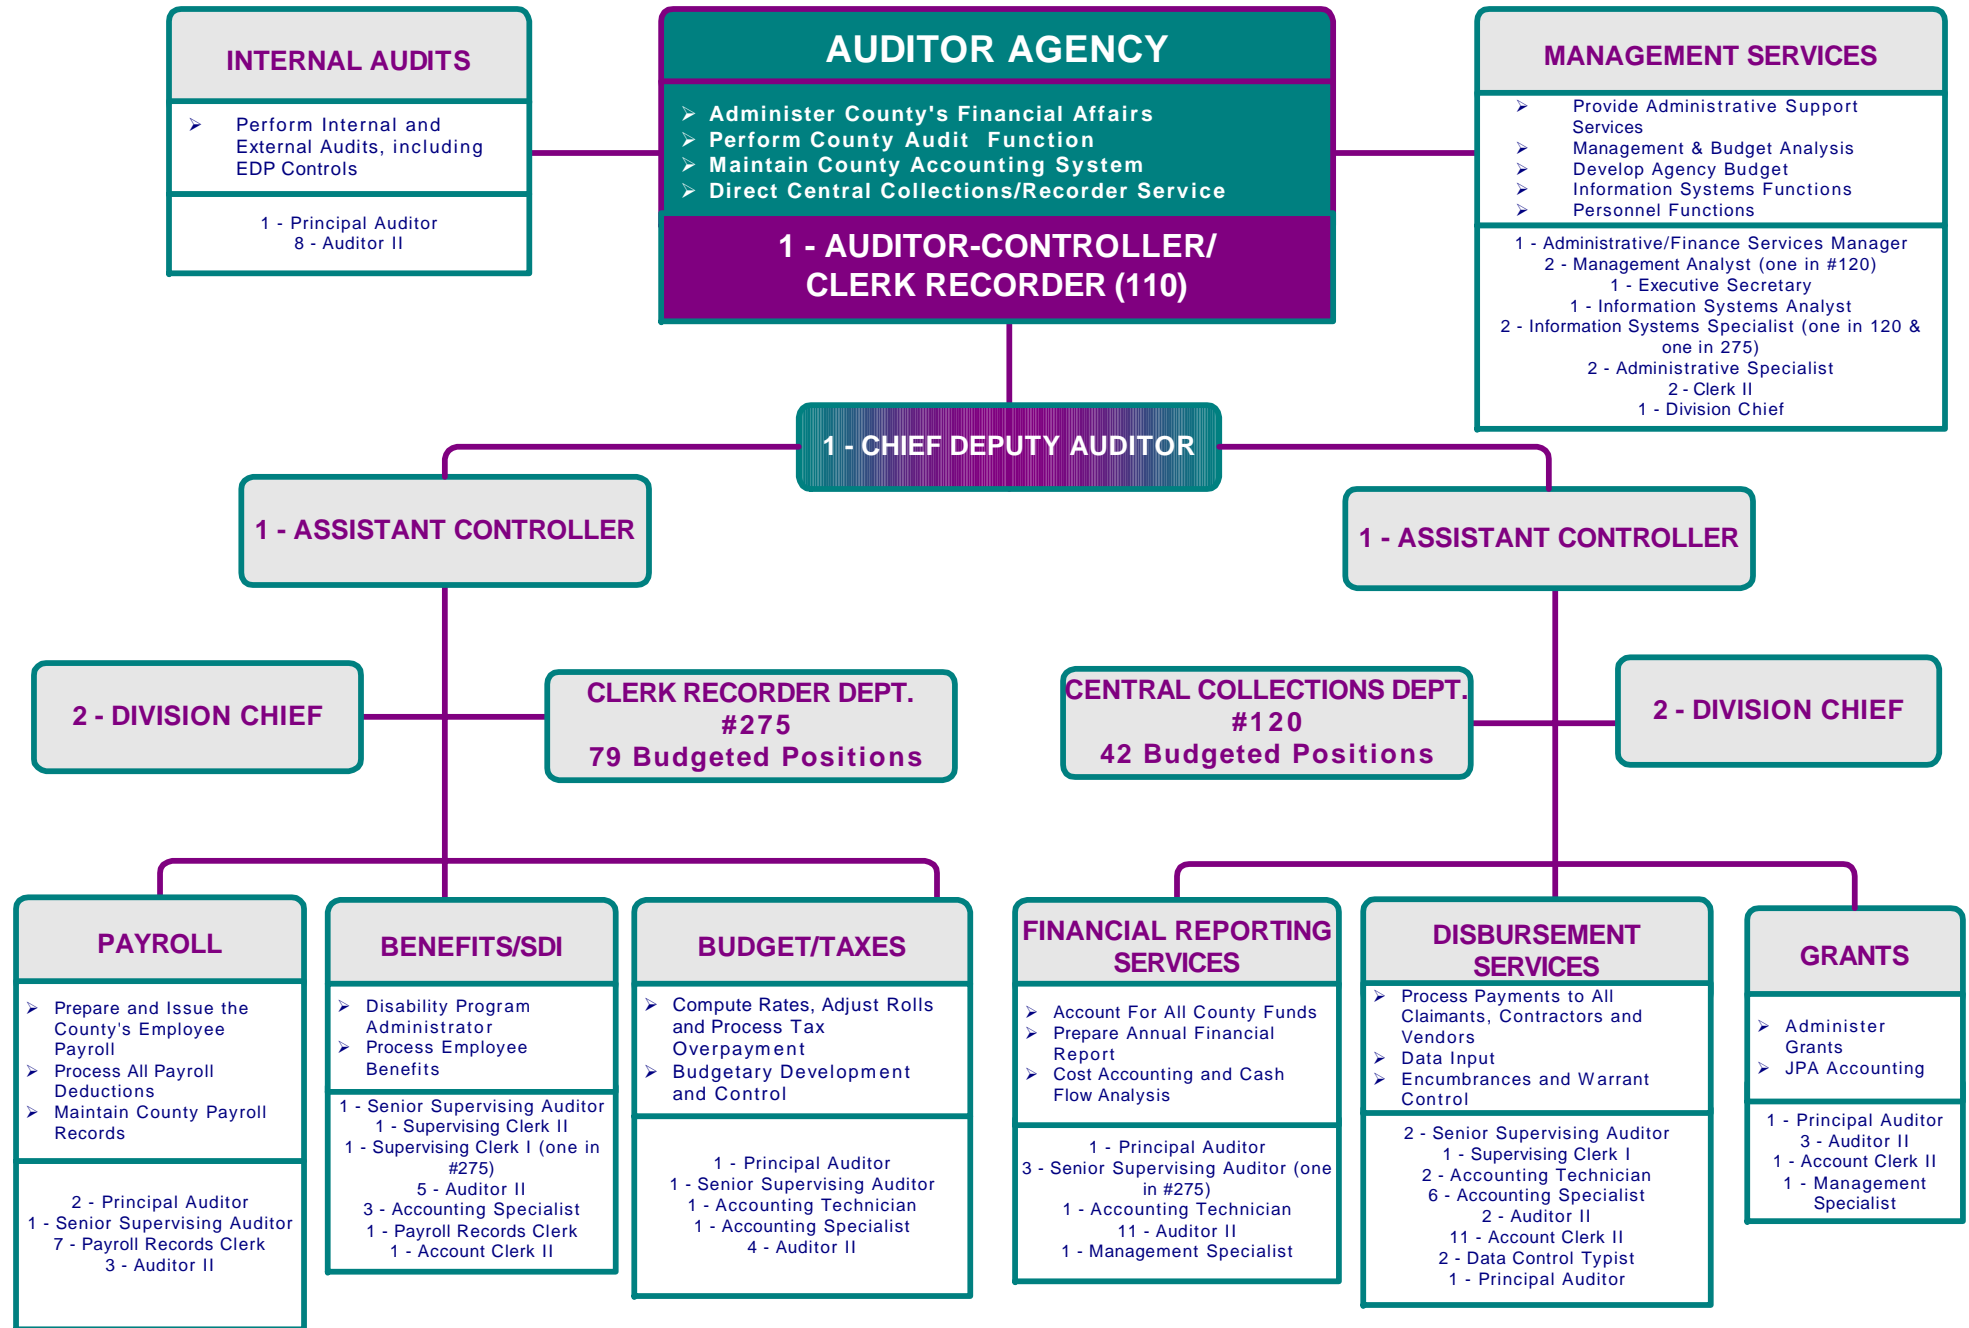 INTERNAL AUDITS
➢ Perform Internal and
External Audits, including
EDP Controls
1 - Principal Auditor
8 - Auditor II
AUDITOR AGENCY
➢ Administer County's Financial Affairs
➢ Perform County Audit Function
➢ Maintain County Accounting System
➢ Direct Central Collections/Recorder Service
1 - AUDITOR-CONTROLLER/
CLERK RECORDER (110)
MANAGEMENT SERVICES
➢ Provide Administrative Support
Services
➢ Management & Budget Analysis
➢ Develop Agency Budget
➢ Information Systems Functions
➢ Personnel Functions
1 - Administrative/Finance Services Manager
2 - Management Analyst (one in #120)
1 - Executive Secretary
1 - Information Systems Analyst
2 - Information Systems Specialist (one in 120 &
one in 275)
2 - Administrative Specialist
2 - Clerk II
1 - Division Chief
1 - CHIEF DEPUTY AUDITOR
1 - ASSISTANT CONTROLLER
1 - ASSISTANT CONTROLLER
2 - DIVISION CHIEF
CLERK RECORDER DEPT.
#275
79 Budgeted Positions
CENTRAL COLLECTIONS DEPT.
#120
42 Budgeted Positions
2 - DIVISION CHIEF
PAYROLL
➢ Prepare and Issue the
County's Employee
Payroll
➢ Process All Payroll
Deductions
➢ Maintain County Payroll
Records
2 - Principal Auditor
1 - Senior Supervising Auditor
7 - Payroll Records Clerk
3 - Auditor II
BENEFITS/SDI
➢ Disability Program
Administrator
➢ Process Employee
Benefits
1 - Senior Supervising Auditor
1 - Supervising Clerk II
1 - Supervising Clerk I (one in
#275)
5 - Auditor II
3 - Accounting Specialist
1 - Payroll Records Clerk
1 - Account Clerk II
BUDGET/TAXES
➢ Compute Rates, Adjust Rolls
and Process Tax
Overpayment
➢ Budgetary Development
and Control
1 - Principal Auditor
1 - Senior Supervising Auditor
1 - Accounting Technician
1 - Accounting Specialist
4 - Auditor II
FINANCIAL REPORTING
SERVICES
➢ Account For All County Funds
➢ Prepare Annual Financial
Report
➢ Cost Accounting and Cash
Flow Analysis
1 - Principal Auditor
3 - Senior Supervising Auditor (one
in #275)
1 - Accounting Technician
11 - Auditor II
1 - Management Specialist
DISBURSEMENT
SERVICES
➢ Process Payments to All
Claimants, Contractors and
Vendors
➢ Data Input
➢ Encumbrances and Warrant
Control
2 - Senior Supervising Auditor
1 - Supervising Clerk I
2 - Accounting Technician
6 - Accounting Specialist
2 - Auditor II
11 - Account Clerk II
2 - Data Control Typist
1 - Principal Auditor
GRANTS
➢ Administer
Grants
➢ JPA Accounting
1 - Principal Auditor
3 - Auditor II
1 - Account Clerk II
1 - Management
Specialist